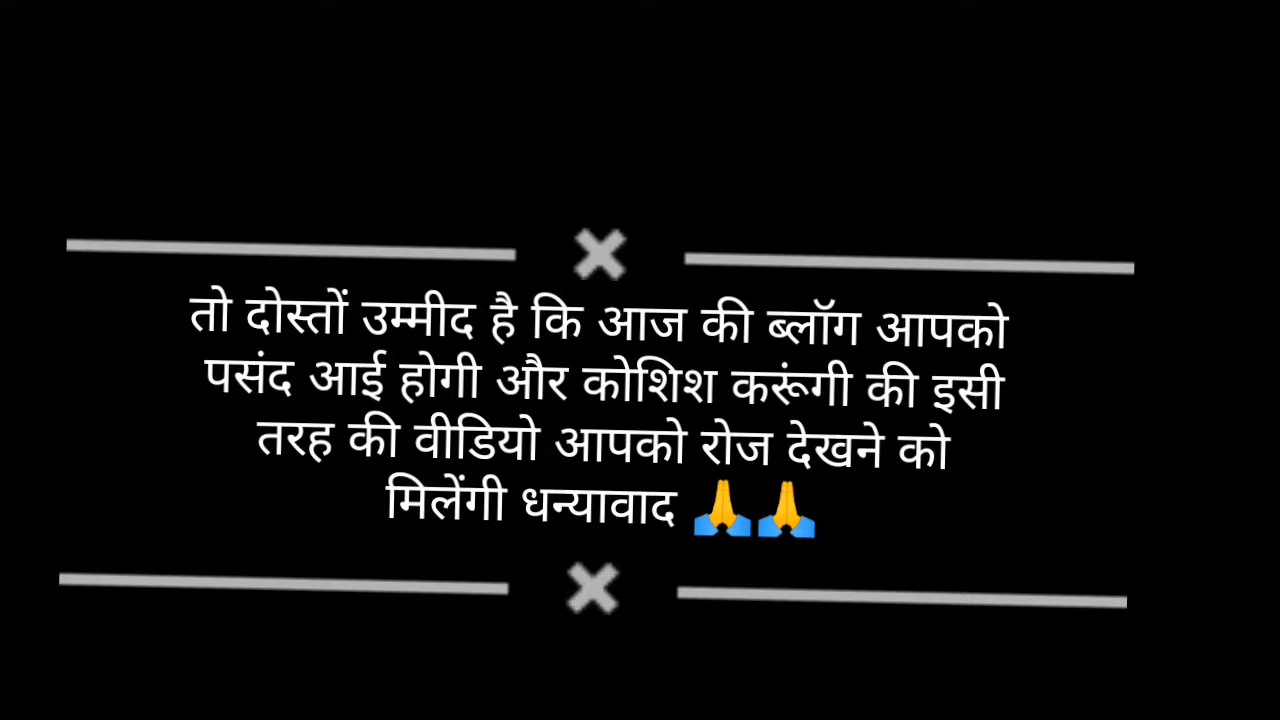 तो दोस्तों उम्मीद है कि आज की ब्लॉग आपको
पसंद आई होगी और कोशिश करूंगी की इसी
तरह की वीडियो आपको रोज देखने को
मिलेंगी धन्यावाद 🙏🙏